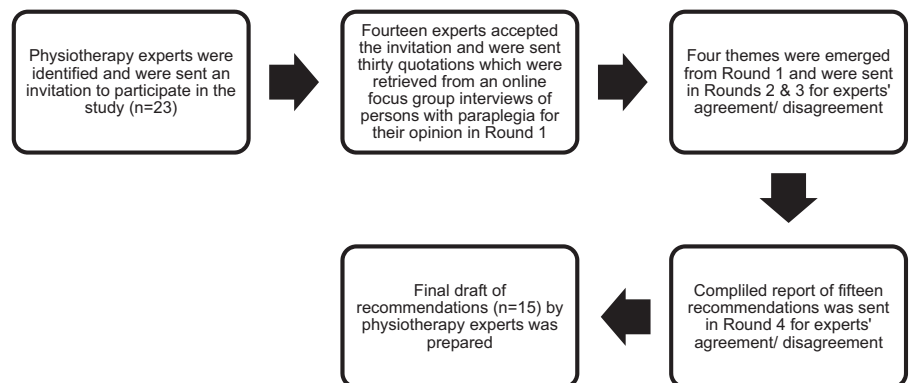 Physiotherapy experts were
identified and were sent an
invitation to participate in the
study (n=23)
Fourteen experts accepted
the invitation and were sent
thirty quotations which were
retrieved from an online
focus group interviews of
persons with paraplegia for
their opinion in Round 1
Four themes were emerged
from Round 1 and were sent
in Rounds 2 & 3 for experts'
agreement/ disagreement
Compliled report of fifteen
recommendations was sent
in Round 4 for experts'
agreement/ disagreement
Final draft of
recommendations (n=15) by
physiotherapy experts was
prepared